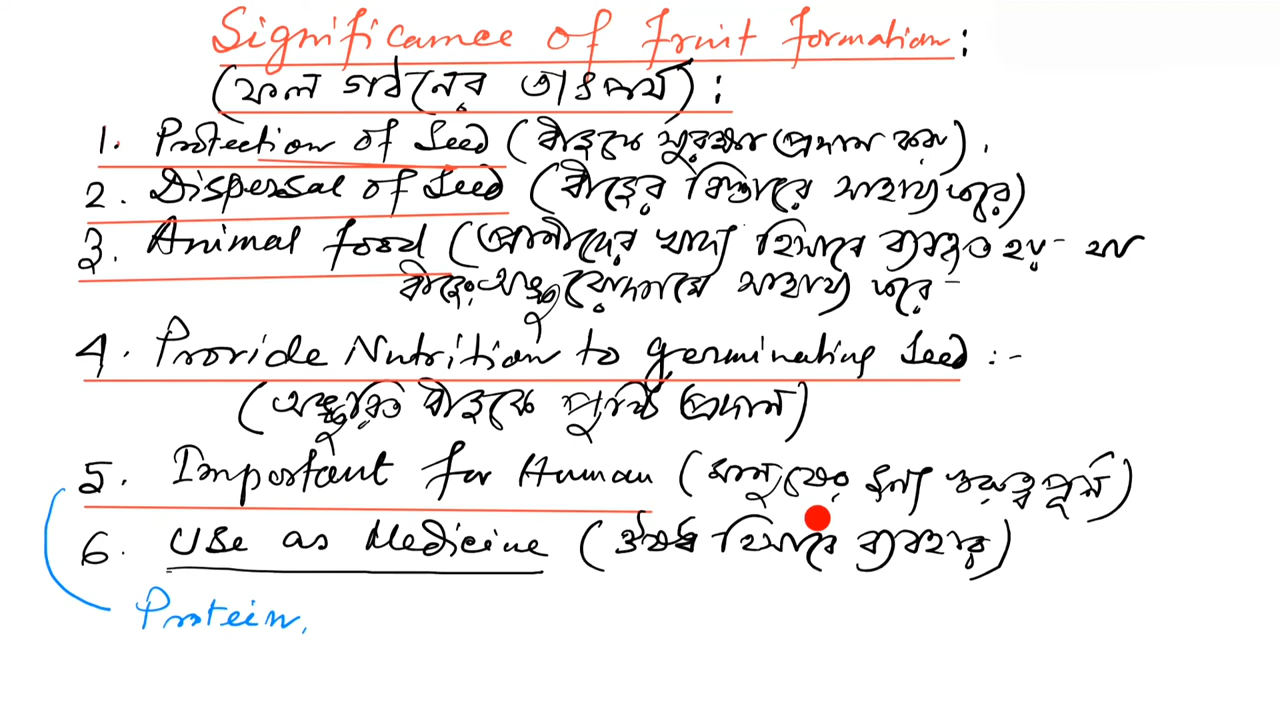 Significance of Fruit Formation:
(ফল গঠনের তাৎপর্য):
1. Protection of Seed (বীজকে সুরক্ষা প্রদান করে).
2. Dispersal of Seed (বীজের বিস্তারে সাহায্য করে)
3. Animal food (প্রাণীদের খাদ্য হিসাবে ব্যবহৃত হয় - যা
বীজের অঙ্কুরোদগমে সাহায্য করে -
4. Provide Nutrition to germinating Seed :-
(অঙ্কুরিত বীজকে পুষ্টি প্রদান)
5. Important for Human (মানুষের জন্য গুরুত্বপূর্ণ)
6. Use as Medicine (ঔষধ হিসাবে ব্যবহার)
Protein.